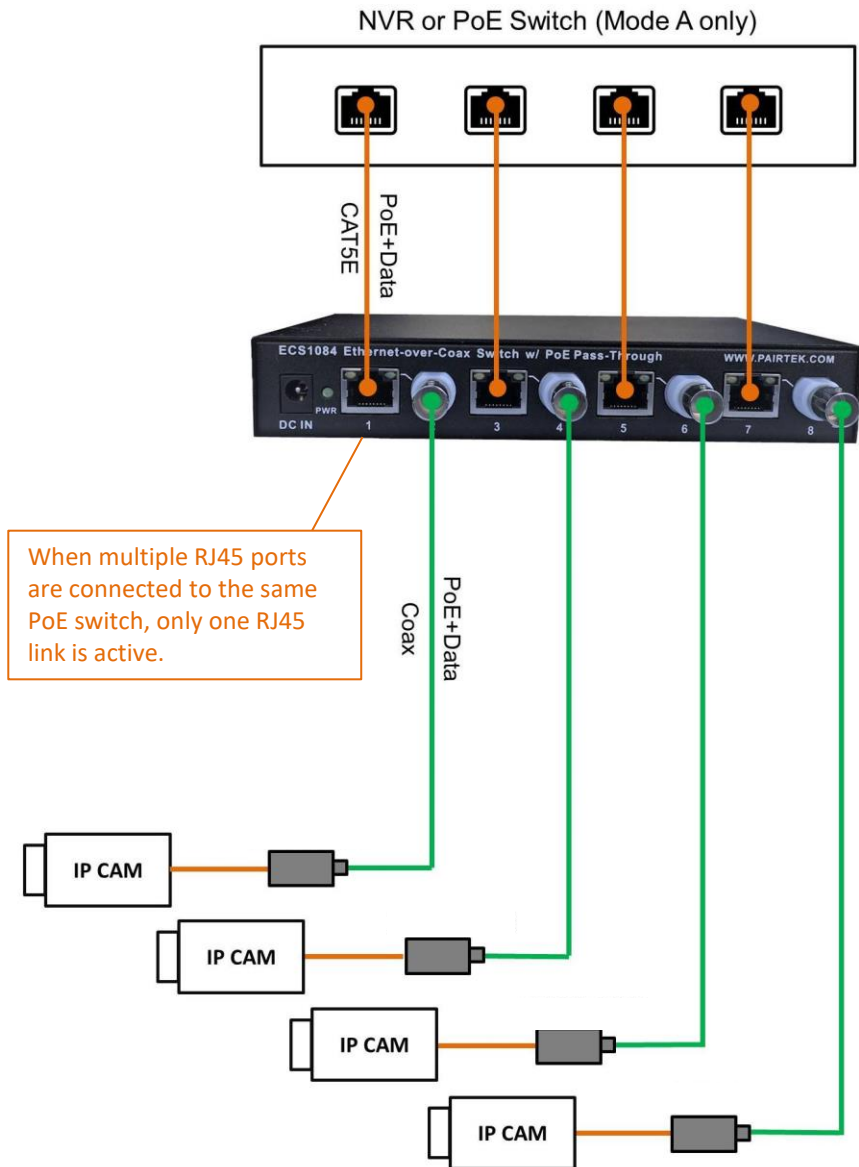 NVR or PoE Switch (Mode A only)
PoE+Data
CAT5E
ECS1084 Ethernet-over-Coax Switch w/ PoE Pass-Through
WWW.PAIRTEK.COM
PWR
DC IN
1
3
4
5
6
7
8
When multiple RJ45 ports
are connected to the same
PoE switch, only one RJ45
link is active.
PoE+Data
Coax
IP CAM
IP CAM
IP CAM
IP CAM